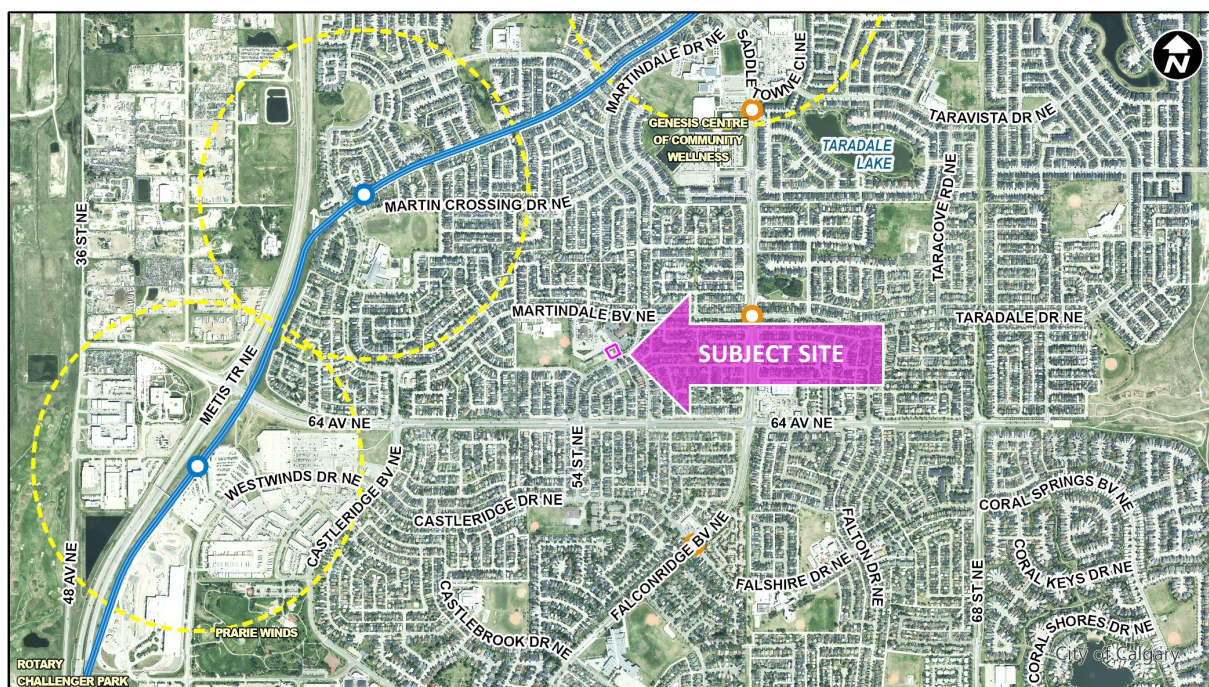 MARTINDALE DR NE
SADDLE
TOWNE CI NE
N
GENESIS CENTRE
OF COMMUNITY
WELLNESS
TARADALE
LAKE
TARAVISTA DR NE
TARACOVE RD NE
36 ST NE
MARTIN CROSSING DR NE
MARTINDALE BV NE
TARADALE DR NE
SUBJECT SITE
METIS TR NE
64 AV NE
64 AV NE
54 ST NE
WESTWINDS DR NE
CASTLERIDGE BV NE
CASTLERIDGE DR NE
CORAL SPRINGS BV NE
FALCONRIDGE BV NE
FALTON DR NE
FALSHIRE DR NE
CORAL KEYS DR NE
48 AV NE
68 ST NE
CASTLEBROOK DR NE
CORAL SHORES DR NE
PRARIE WINDS
ROTARY
CHALLENGER PARK
City of Calgary